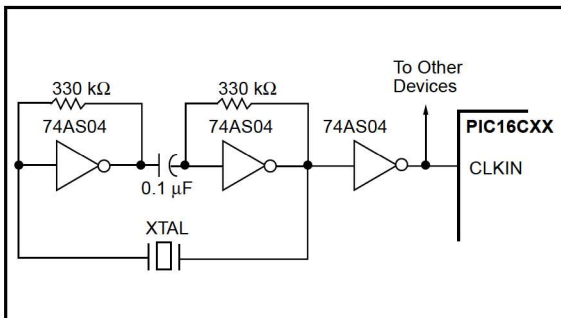 330 kΩ
330 kΩ
To Other
Devices
74AS04
74AS04
74AS04
PIC16CXX
CLKIN
0.1 μF
XTAL